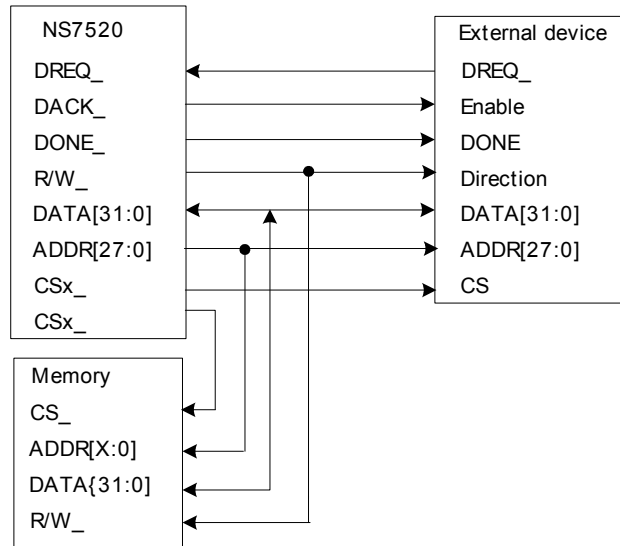 NS7520
DREQ_
DACK_
DONE_
R/W_
DATA[31:0]
ADDR[27:0]
CSx_
CSx_
External device
DREQ_
Enable
DONE
Direction
DATA[31:0]
ADDR[27:0]
CS
Memory
CS_
ADDR[X:0]
DATA{31:0]
R/W_